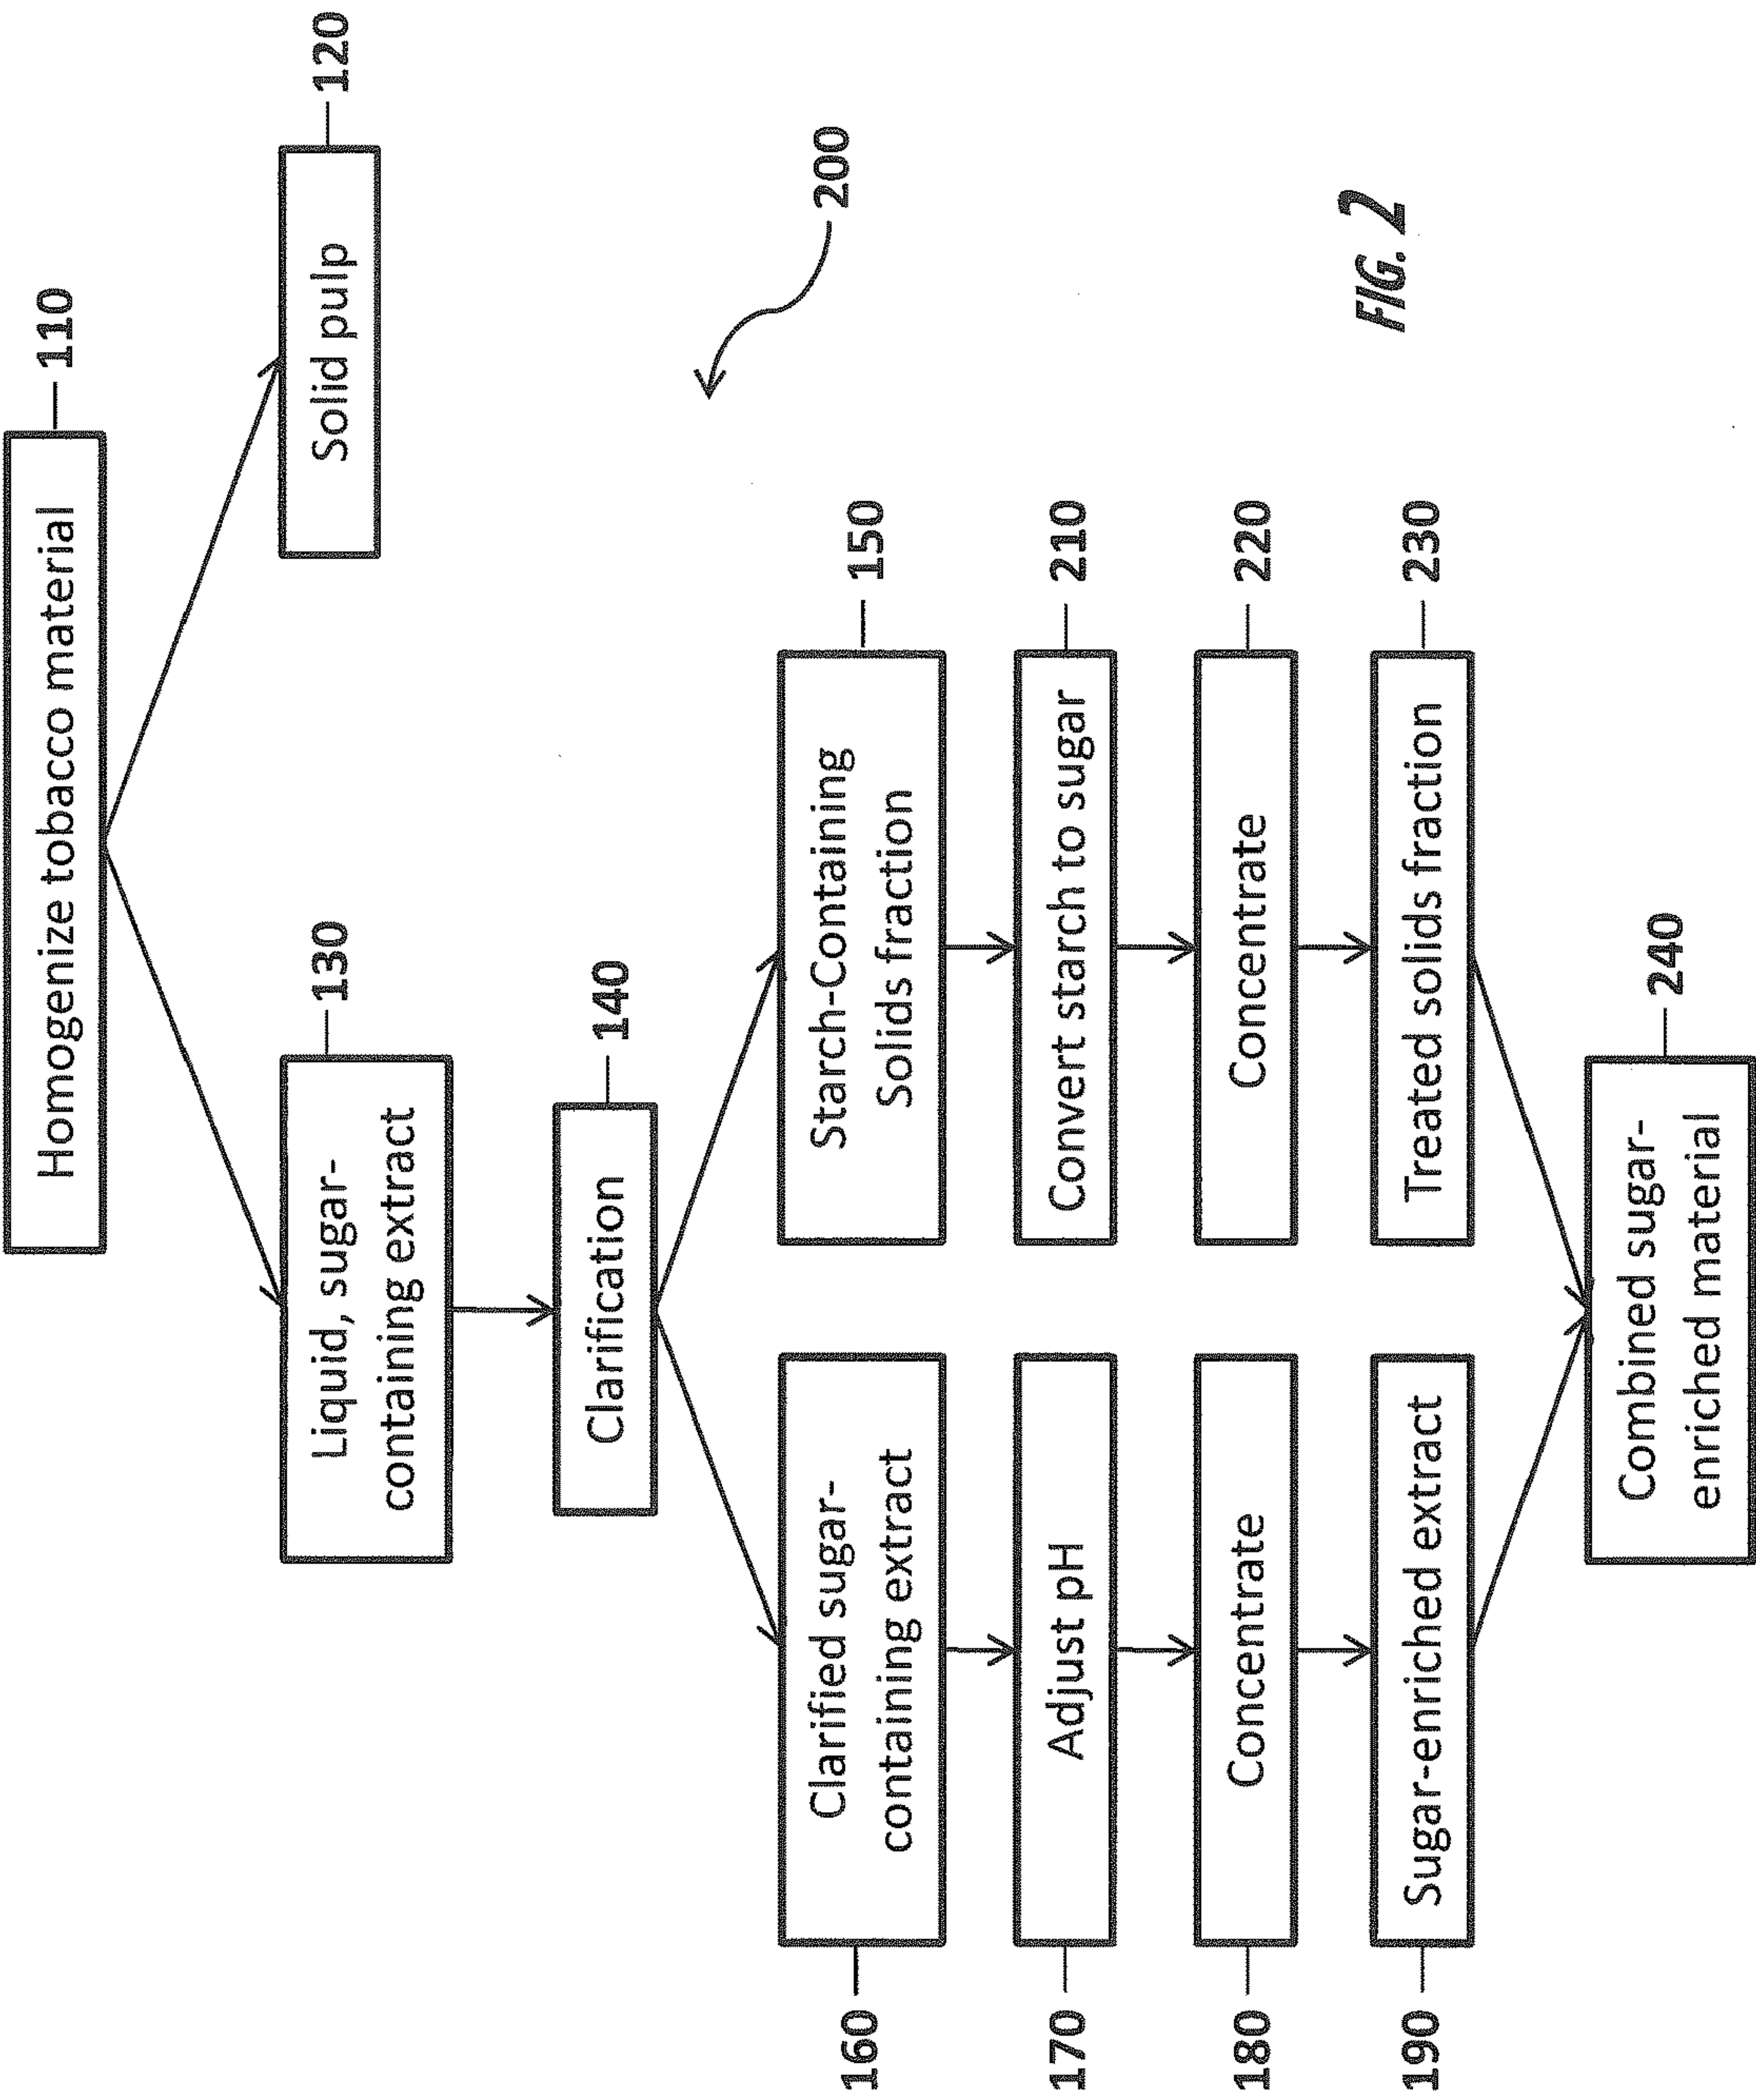 Homogenize tobacco material
110
Solid pulp
120
Liquid, sugar-
containing extract
130
Clarification
140
200
Clarified sugar-
containing extract
160
Starch-Containing
Solids fraction
150
Adjust pH
170
Convert starch to sugar
210
Concentrate
180
Concentrate
220
Sugar-enriched extract
190
Treated solids fraction
230
Combined sugar-
enriched material
240
FIG. 2